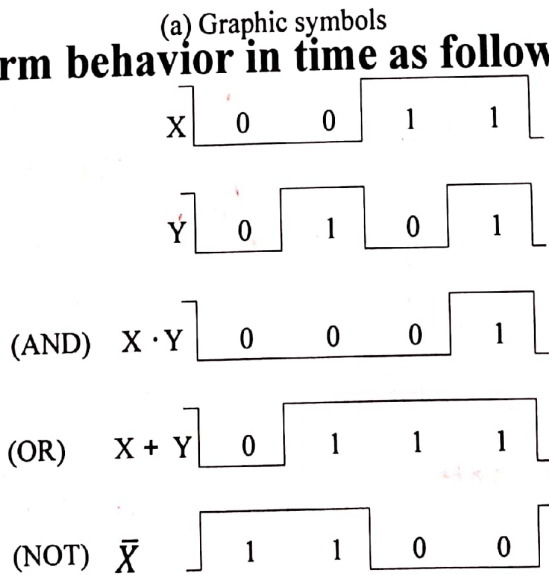 (a) Graphic symbols
rm behavior in time as follow
X 0 0 1 1
Y 0 1 0 1
(AND) X · Y 0 0 0 1
(OR) X + Y 0 1 1 1
(NOT) X̅ 1 1 0 0